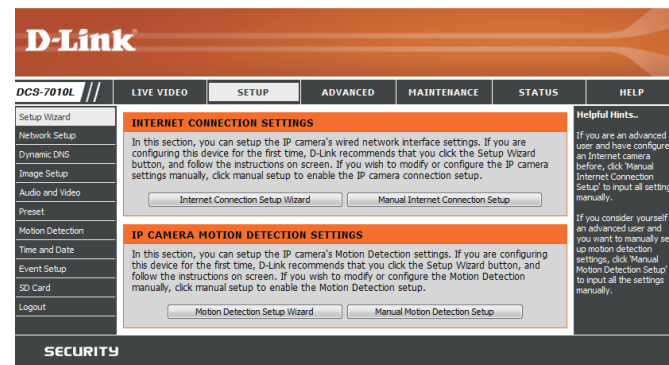 D-Link
DCS-7010L
LIVE VIDEO
SETUP
ADVANCED
MAINTENANCE
STATUS
HELP
Setup Wizard
Network Setup
Dynamic DNS
Image Setup
Audio and Video
Preset
Motion Detection
Time and Date
Event Setup
SD Card
Logout
INTERNET CONNECTION SETTINGS
In this section, you can setup the IP camera's wired network interface settings. If you are
configuring this device for the first time, D-Link recommends that you click the Setup Wizard
button, and follow the instructions on screen. If you wish to modify or configure the IP camera
settings manually, click manual setup to enable the IP camera connection setup.
Internet Connection Setup Wizard
Manual Internet Connection Setup
IP CAMERA MOTION DETECTION SETTINGS
In this section, you can setup the IP camera's Motion Detection settings. If you are configuring
this device for the first time, D-Link recommends that you click the Setup Wizard button, and
follow the instructions on screen. If you wish to modify or configure the Motion Detection
manually, click manual setup to enable the Motion Detection setup.
Motion Detection Setup Wizard
Manual Motion Detection Setup
Helpful Hints..
If you are an advanced
user and have configure
an Internet camera
before, click 'Manual
Internet Connection
Setup' to input all setting
manually.
If you consider yourself
an advanced user and
you want to manually se
up motion detection
settings, click 'Manual
Motion Detection Setup'
to input all the settings
manually.
SECURITY